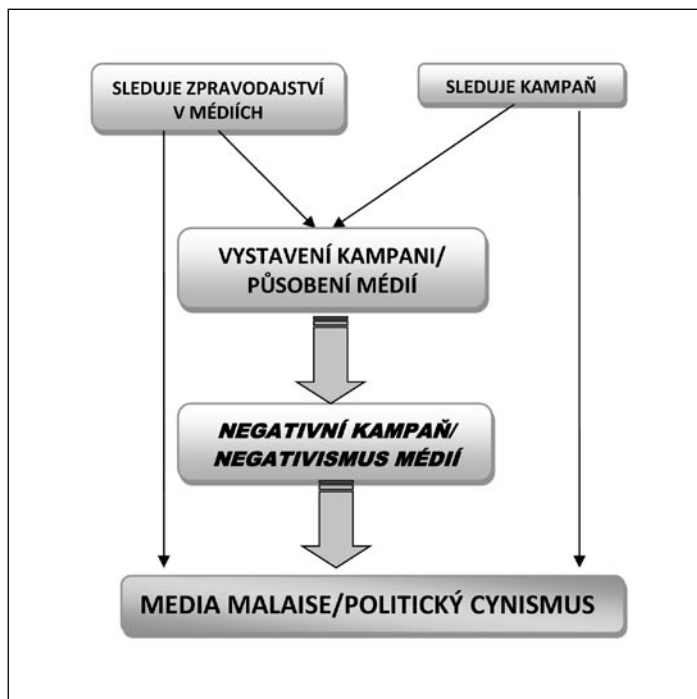 SLEDUJE ZPRAVODAJSTVÍ
V MÉDIÍCH
SLEDUJE KAMPAŇ
VYSTAVENÍ KAMPANI/
PŮSOBENÍ MÉDIÍ
NEGATIVNÍ KAMPAŇ/
NEGATIVISMUS MÉDIÍ
MEDIA MALAISE/POLITICKÝ CYNISMUS